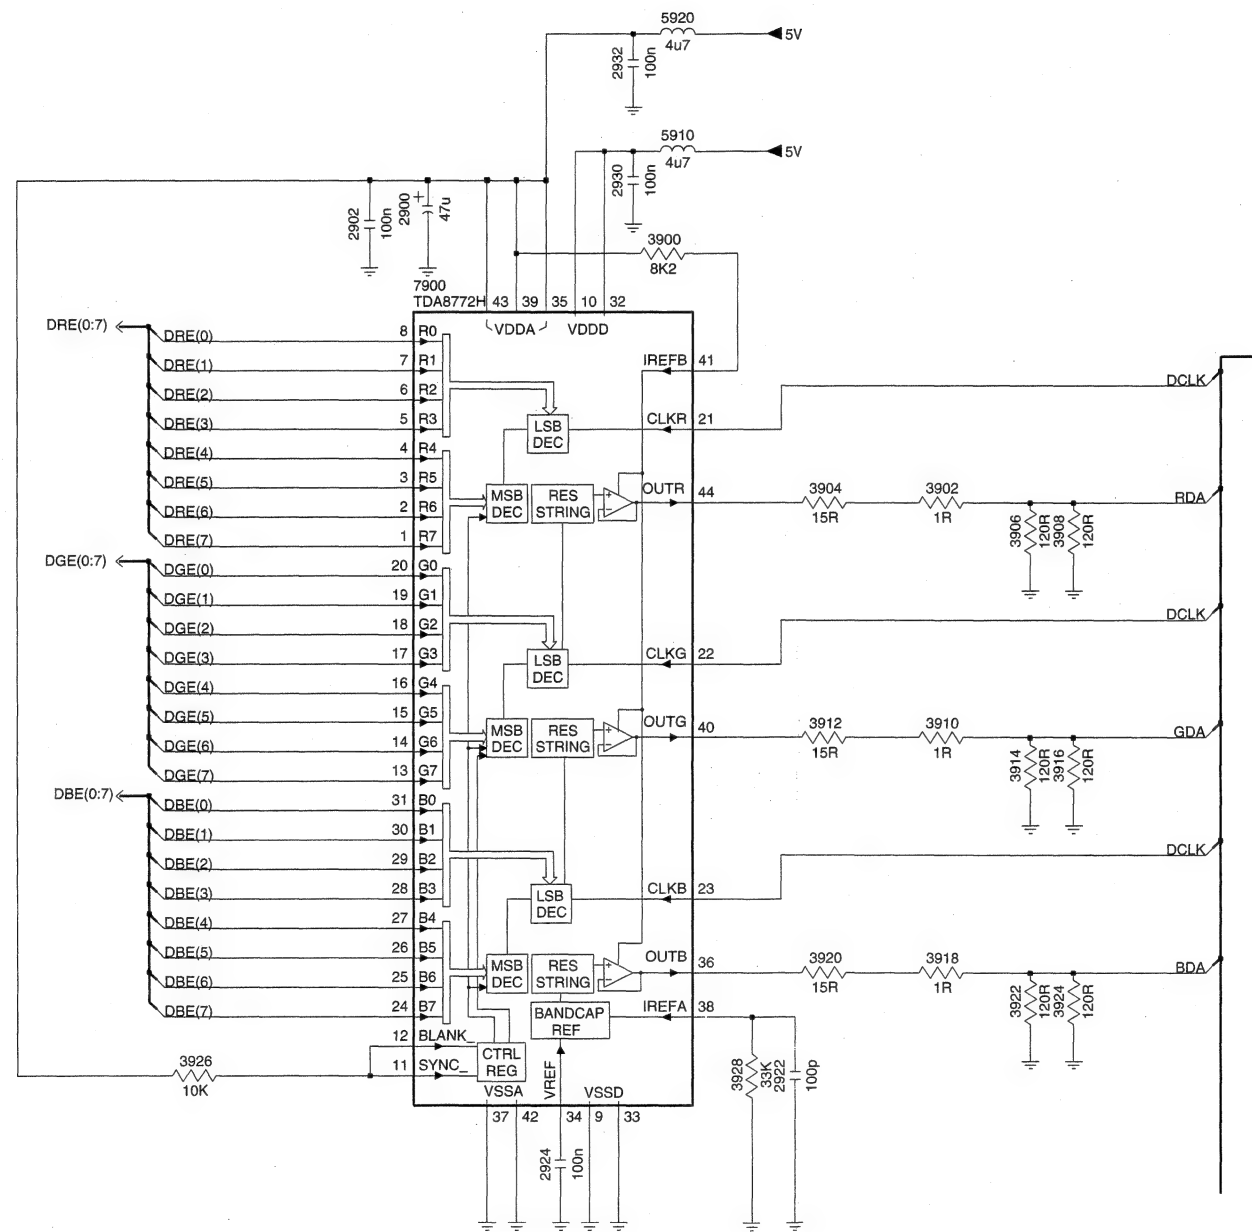 5920
5V
4u7
2932
100n
5910
5V
4u7
2930
100n
2902
100n
2900
+
47u
3900
8K2
7900
TDA8772H 43 39 35 10 32
VDDA VDDD
DRE(0:7)
DRE(0) 8 R0
DRE(1) 7 R1
IREFB 41
DRE(2) 6 R2
DCLK
DRE(3) 5 R3
LSB DEC
CLKR 21
DRE(4) 4 R4
DRE(5) 3 R5
MSB DEC
RES STRING
+
-
OUTR 44
3904
15R
3902
1R
RDA
DRE(6) 2 R6
3906
120R
3908
120R
DRE(7) 1 R7
DGE(0:7)
DGE(0) 20 G0
DGE(1) 19 G1
DCLK
DGE(2) 18 G2
DGE(3) 17 G3
LSB DEC
CLKG 22
DGE(4) 16 G4
DGE(5) 15 G5
MSB DEC
RES STRING
+
-
OUTG 40
3912
15R
3910
1R
GDA
DGE(6) 14 G6
3914
120R
3916
120R
DGE(7) 13 G7
DBE(0:7)
DBE(0) 31 B0
DBE(1) 30 B1
DCLK
DBE(2) 29 B2
DBE(3) 28 B3
LSB DEC
CLKB 23
DBE(4) 27 B4
DBE(5) 26 B5
MSB DEC
RES STRING
+
-
OUTB 36
3920
15R
3918
1R
BDA
DBE(6) 25 B6
3922
120R
3924
120R
DBE(7) 24 B7
BANDCAP REF
IREFA 38
12 BLANK_
3926
10K
11 SYNC_
CTRL REG
VREF
3928
33K
2922
100p
VSSA VSSD
37 42 34 9 33
2924
100n